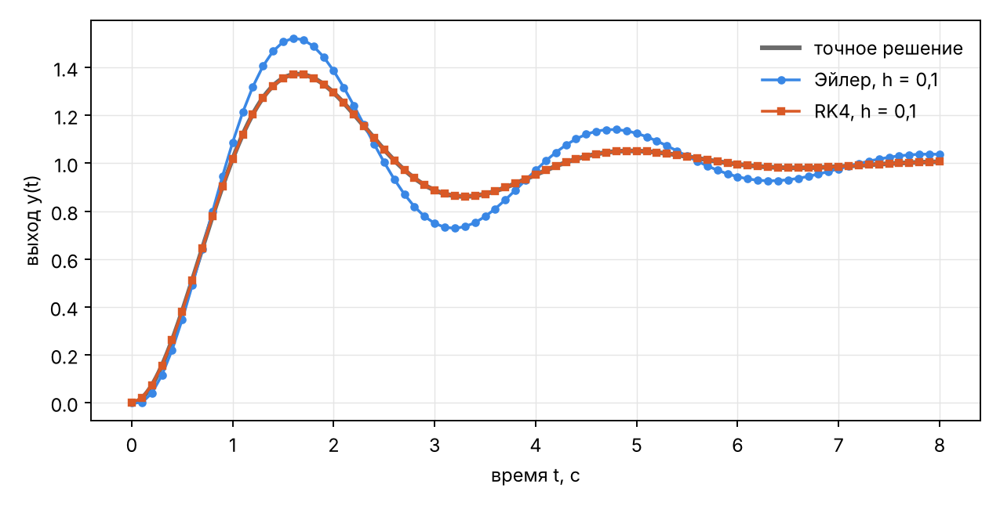 точное решение
Эйлер, h = 0,1
RK4, h = 0,1
1.4
1.2
1.0
0.8
0.6
0.4
0.2
0.0
выход y(t)
0 1 2 3 4 5 6 7 8
время t, с